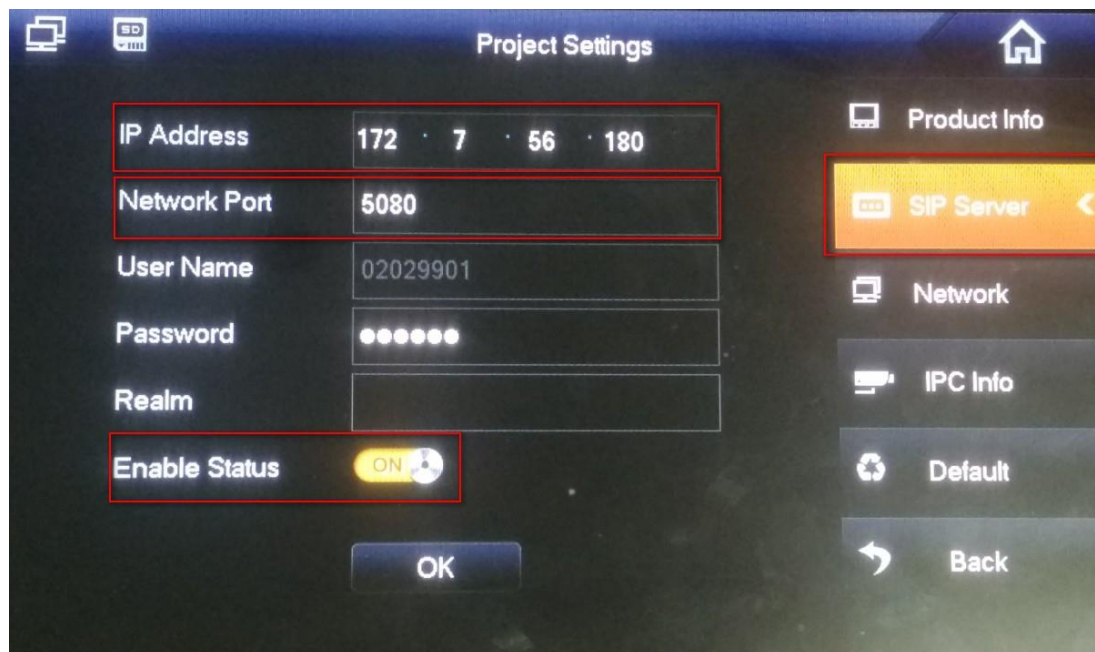 SD
Project Settings
IP Address 172 . 7 . 56 . 180
Network Port 5080
User Name 02029901
Password ●●●●●●
Realm
Enable Status ON
OK
Product Info
SIP Server
Network
IPC Info
Default
Back